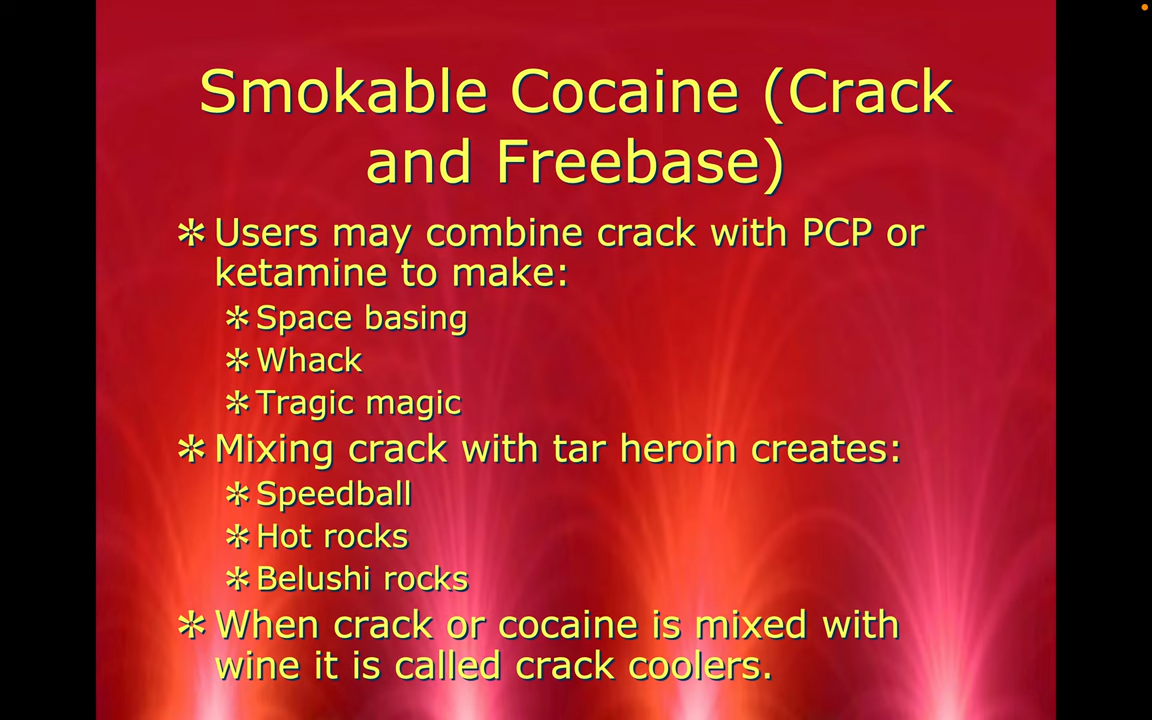 Smokable Cocaine (Crack
and Freebase)
Users may combine crack with PCP or
ketamine to make:
Space basing
Whack
Tragic magic
Mixing crack with tar heroin creates:
Speedball
Hot rocks
Belushi rocks
When crack or cocaine is mixed with
wine it is called crack coolers.